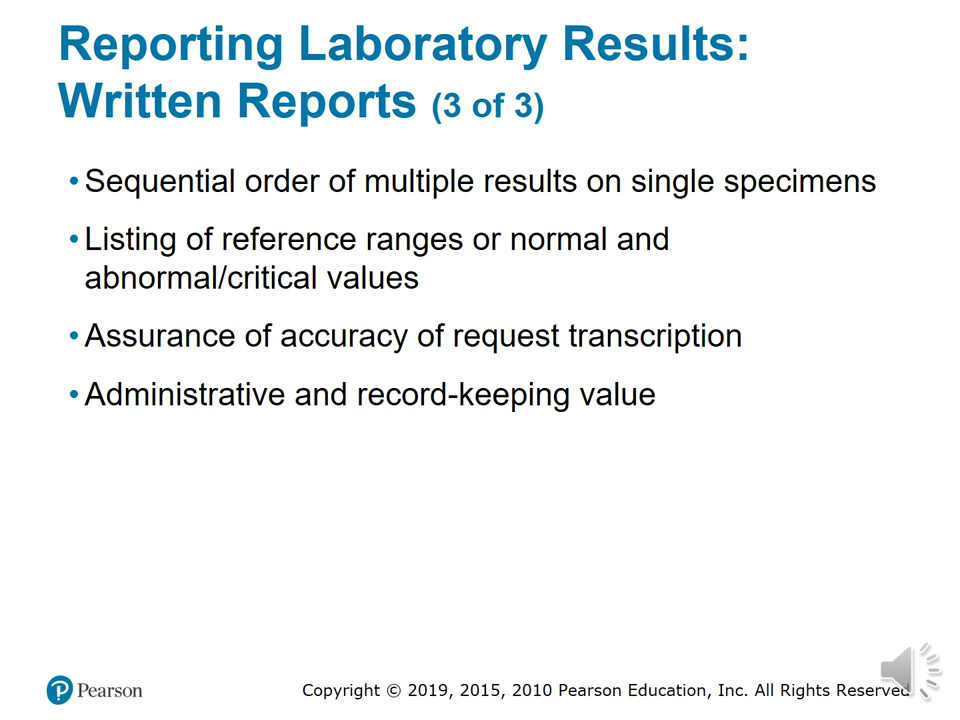 Reporting Laboratory Results:
Written Reports (3 of 3)
• Sequential order of multiple results on single specimens
• Listing of reference ranges or normal and
abnormal/critical values
• Assurance of accuracy of request transcription
• Administrative and record-keeping value
Pearson
Copyright © 2019, 2015, 2010 Pearson Education, Inc. All Rights Reserved